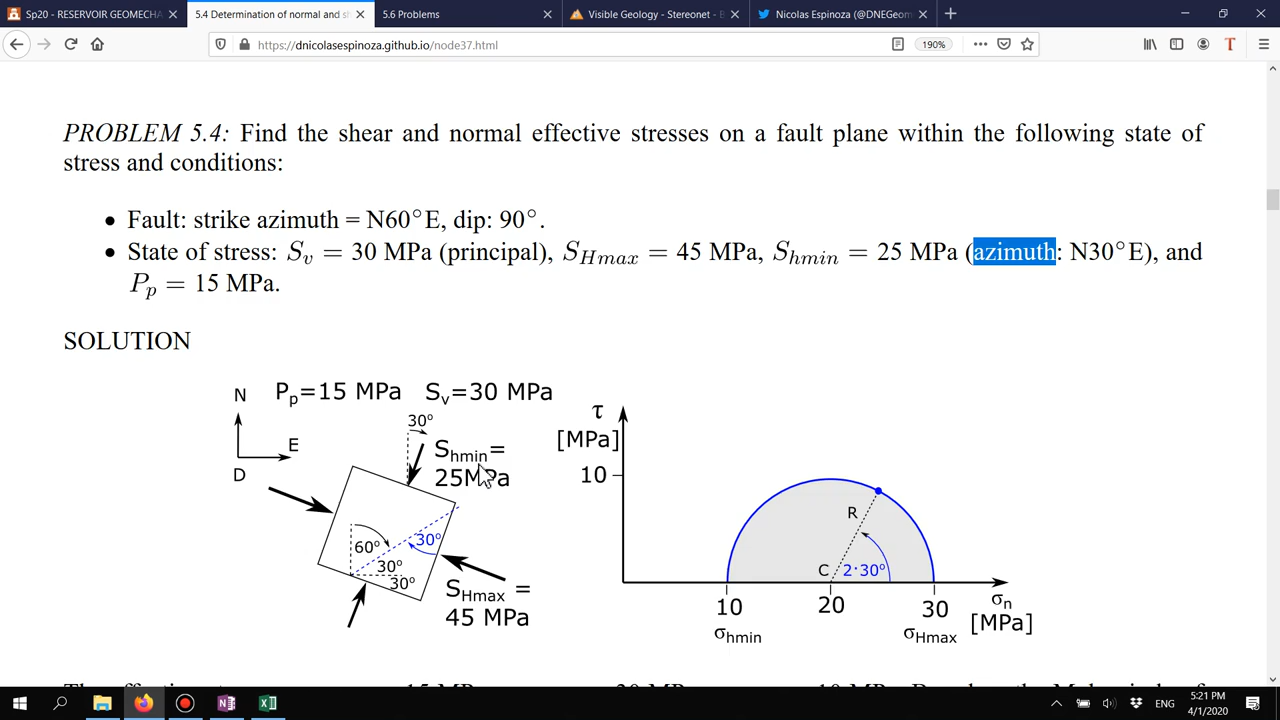 Sp20 - RESERVOIR GEOMECHA
5.4 Determination of normal and sh
5.6 Problems
Visible Geology - Stereonet - B
Nicolas Espinoza (@DNEGeom
https://dnicolasespinoza.github.io/node37.html
190%
T
PROBLEM 5.4: Find the shear and normal effective stresses on a fault plane within the following state of
stress and conditions:
• Fault: strike azimuth = N60°E, dip: 90°.
• State of stress: Sv = 30 MPa (principal), SHmax = 45 MPa, Shmin = 25 MPa (azimuth: N30°E), and
Pp = 15 MPa.
SOLUTION
N
Pp=15 MPa Sv=30 MPa
E
D
30°
Shmin=
25MPa
60°
30°
30°
30°
SHmax =
45 MPa
τ
[MPa]
10
R
C
2·30°
10
20
30
σn
[MPa]
σhmin
σHmax
ENG
5:21 PM
4/1/2020